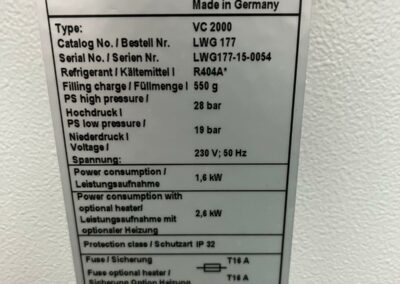 Made in Germany
Type: VC 2000
Catalog No. / Bestell Nr. LWG 177
Serial No. / Serien Nr. LWG177-15-0054
Refrigerant / Kältemittel I R404A*
Filling charge / Füllmenge I 550 g
PS high pressure /
Hochdruck I 28 bar
PS low pressure /
Niederdruck I 19 bar
Voltage /
Spannung: 230 V; 50 Hz
Power consumption /
Leistungsaufnahme 1,6 kW
Power consumption with
optional heater/
Leistungsaufnahme mit 2,6 kW
optionaler Heizung
Protection class / Schutzart IP 32
Fuse / Sicherung T16 A
Fuse optional heater /
Sicherung Option Heizung T16 A